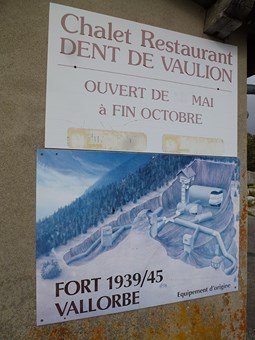 Chalet Restaurant
DENT DE VAULION
OUVERT DE MAI
à FIN OCTOBRE
FORT 1939/45
VALLORBE
Equipement d'origine